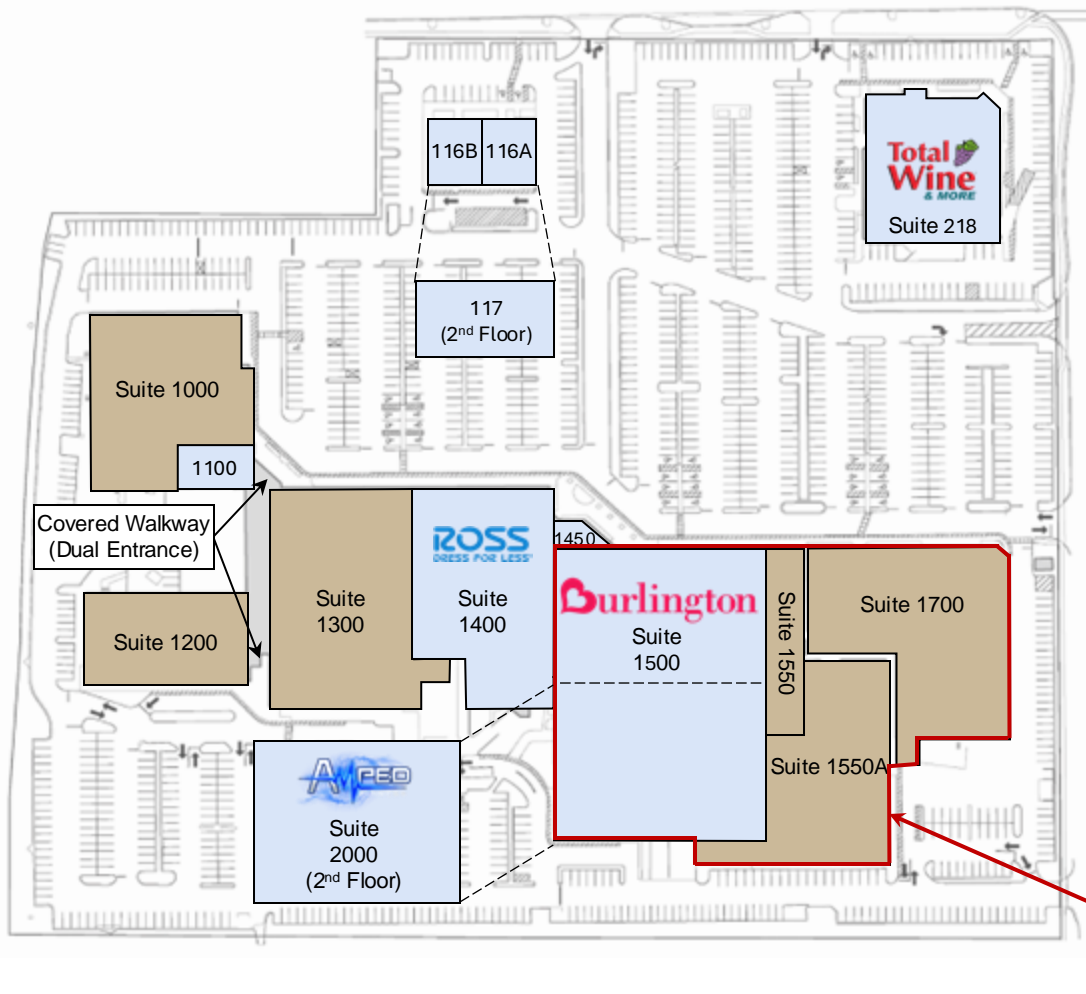 116B
116A
Total
Wine
& MORE
Suite 218
117
(2nd Floor)
Suite 1000
1100
Covered Walkway
(Dual Entrance)
ROSS
DRESS FOR LESS
1450
Suite
1300
Suite
1400
Burlington
Suite
1500
Suite 1550
Suite 1700
Suite 1200
Suite 1550A
AMPED
Suite
2000
(2nd Floor)